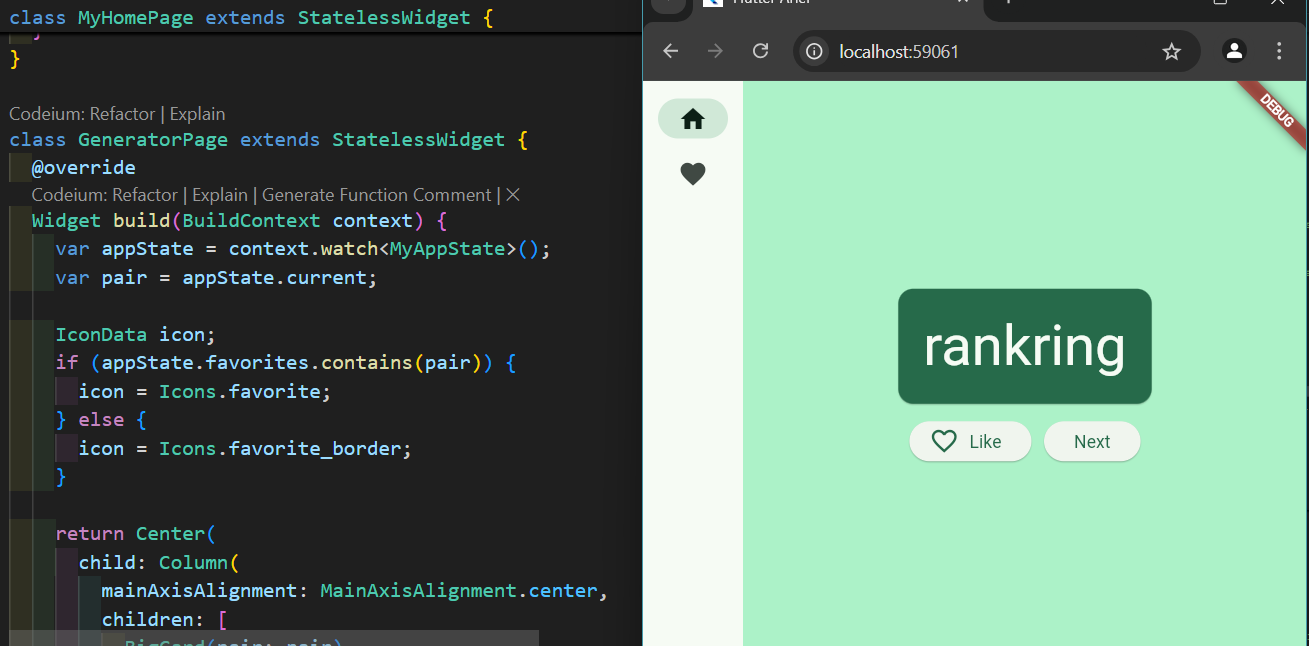 class MyHomePage extends StatelessWidget {
}
Codeium: Refactor | Explain
class GeneratorPage extends StatelessWidget {
@override
Codeium: Refactor | Explain | Generate Function Comment | ×
Widget build(BuildContext context) {
var appState = context.watch<MyAppState>();
var pair = appState.current;
IconData icon;
if (appState.favorites.contains(pair)) {
icon = Icons.favorite;
} else {
icon = Icons.favorite_border;
}
return Center(
child: Column(
mainAxisAlignment: MainAxisAlignment.center,
children: [
BigCard(pair: pair)
localhost:59061
DEBUG
rankring
Like
Next